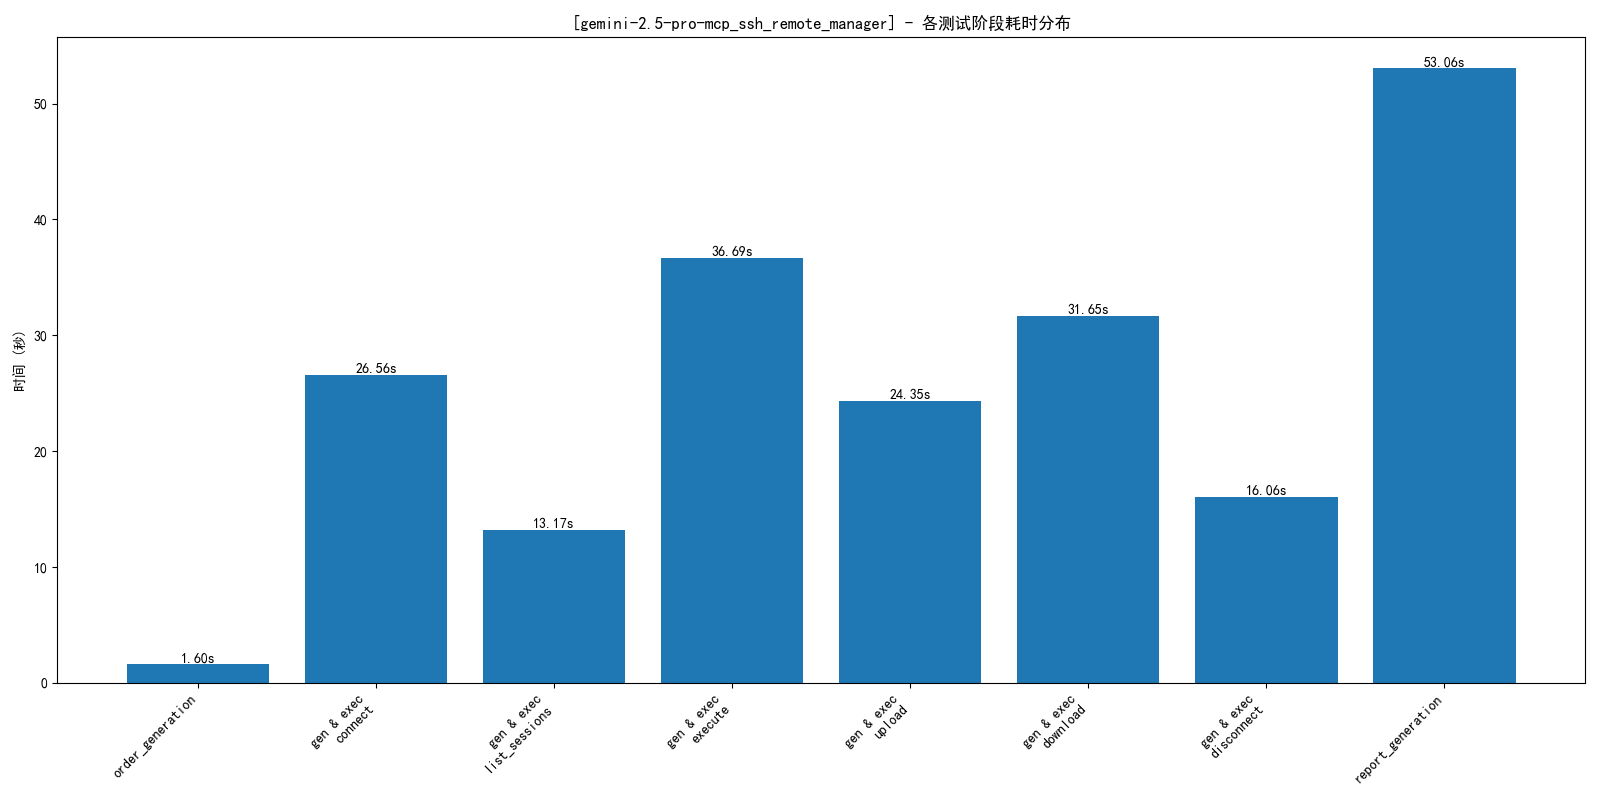 [gemini-2.5-pro-mcp_ssh_remote_manager] - 各测试阶段耗时分布
时间 (秒)
50
40
30
20
10
0
1.60s
26.56s
13.17s
36.69s
24.35s
31.65s
16.06s
53.06s
order_generation
gen & exec
connect
gen & exec
list_sessions
gen & exec
execute
gen & exec
upload
gen & exec
download
gen & exec
disconnect
report_generation